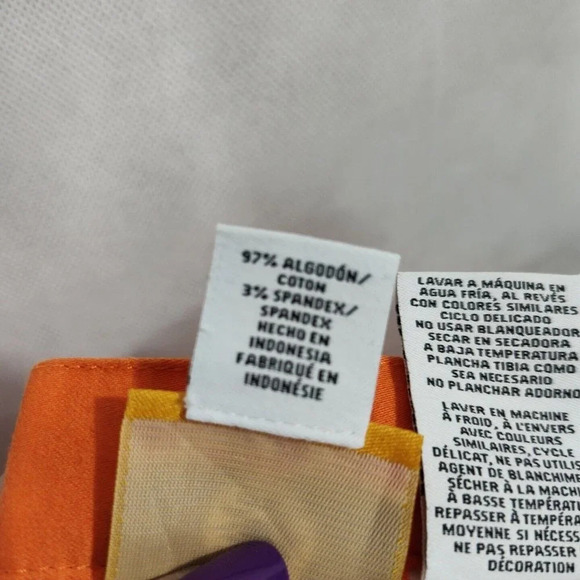 97% ALGODÓN/
COTON
3% SPANDEX/
SPANDEX
HECHO EN
INDONESIA
FABRIQUÉ EN
INDONÉSIE
LAVAR A MÁQUINA EN
AGUA FRÍA, AL REVÉS
CON COLORES SIMILARES
CICLO DELICADO
NO USAR BLANQUEADOR
SECAR EN SECADORA
A BAJA TEMPERATURA
PLANCHA TIBIA COMO
SEA NECESARIO
NO PLANCHAR ADORNO
LAVER EN MACHINE
À FROID, À L'ENVERS
AVEC COULEURS
SIMILAIRES, CYCLE
DÉLICAT, NE PAS UTILIS
AGENT DE BLANCHIME
SÉCHER À LA MACHI
À BASSE TEMPÉRATU
REPASSER À TEMPÉRA
MOYENNE SI NÉCESS
NE PAS REPASSER
DÉCORATION